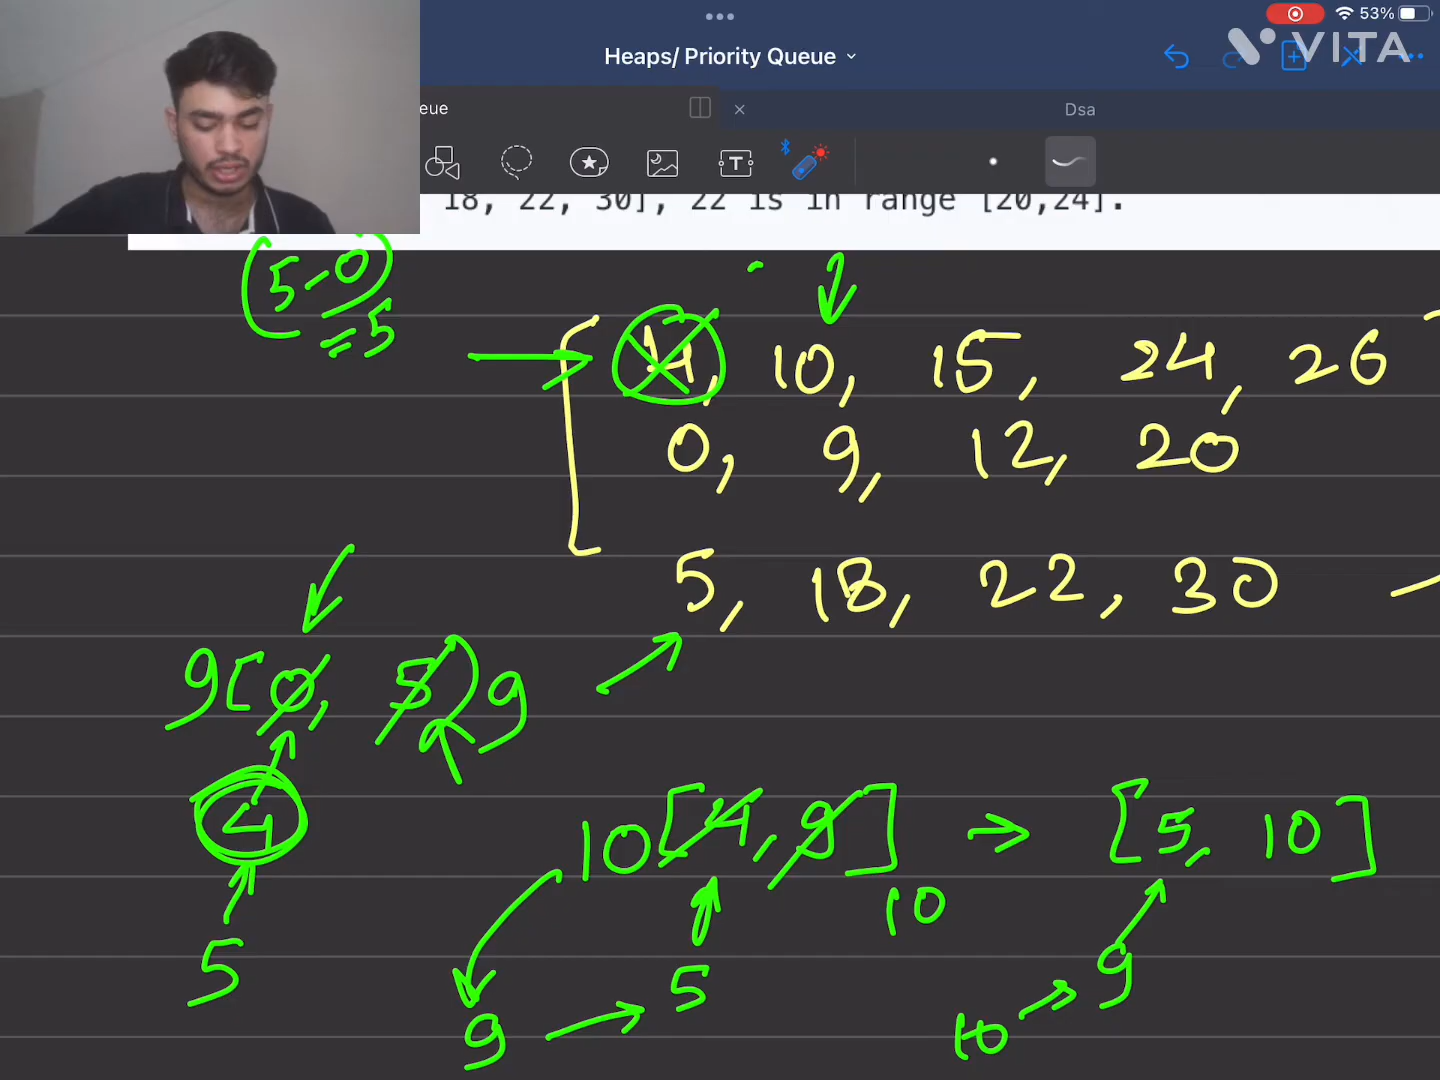 53%
VITA
Heaps/ Priority Queue
eue
Dsa
T
18, 22, 30], 22 is in range [20,24].
(5-0)
=5
[4, 10, 15, 24, 26
0, 9, 12, 20
5, 18, 22, 30
9[0, 5]9
4
5
10[4, 9] → [5, 10]
10
9 → 5
10 → 9